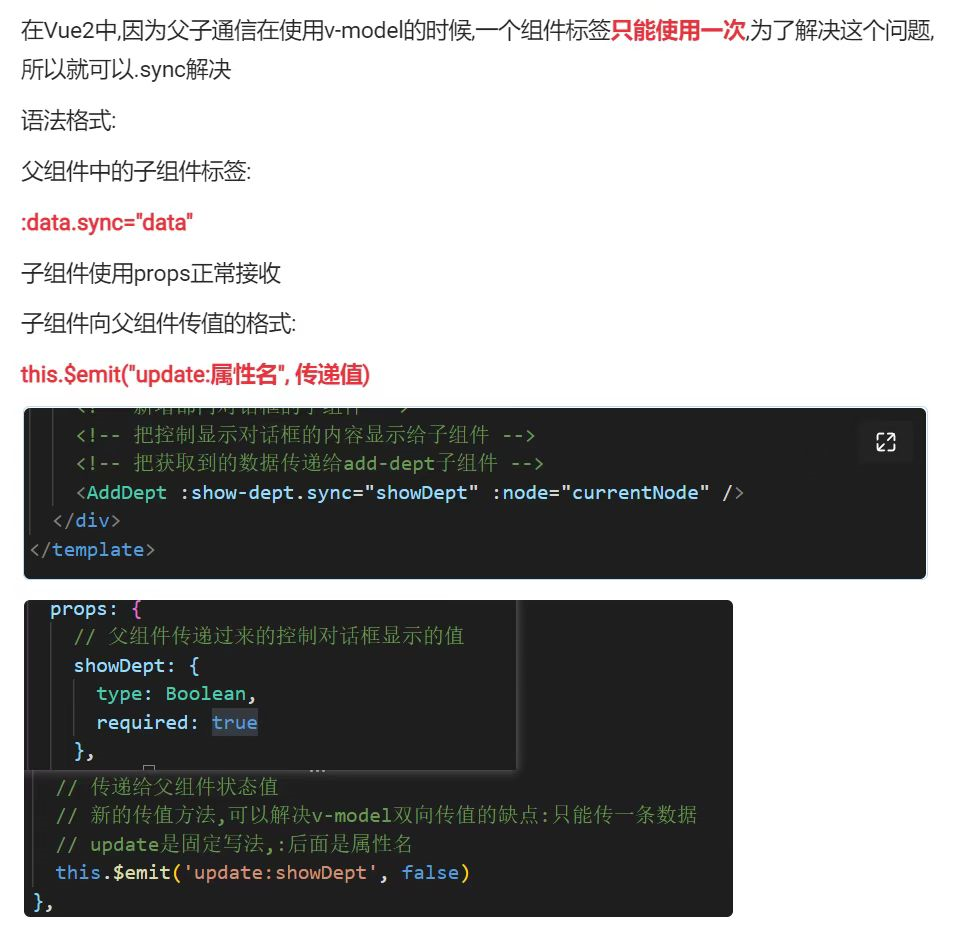 在Vue2中,因为父子通信在使用v-model的时候,一个组件标签只能使用一次,为了解决这个问题,
所以就可以.sync解决
语法格式:
父组件中的子组件标签:
:data.sync="data"
子组件使用props正常接收
子组件向父组件传值的格式:
this.$emit("update:属性名", 传递值)
<!-- 把控制显示对话框的内容显示给子组件 -->
<!-- 把获取到的数据传递给add-dept子组件 -->
<AddDept :show-dept.sync="showDept" :node="currentNode" />
</div>
</template>
props: {
// 父组件传递过来的控制对话框显示的值
showDept: {
type: Boolean,
required: true
},
// 传递给父组件状态值
// 新的传值方法,可以解决v-model双向传值的缺点:只能传一条数据
// update是固定写法,:后面是属性名
this.$emit('update:showDept', false)
},